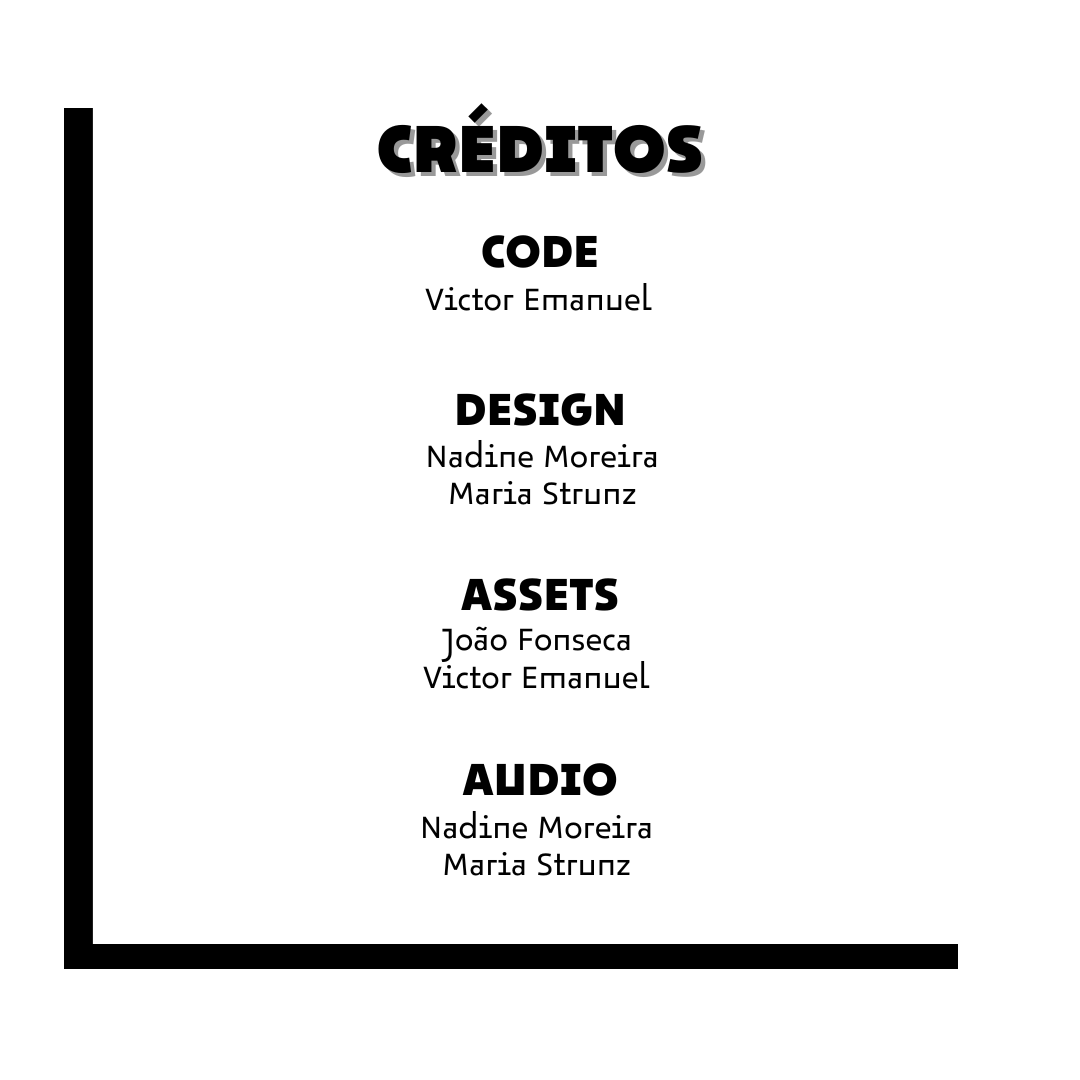 CRÉDITOS
CODE
Victor Emanuel
DESIGN
Nadine Moreira
Maria Strunz
ASSETS
João Fonseca
Victor Emanuel
AUDIO
Nadine Moreira
Maria Strunz